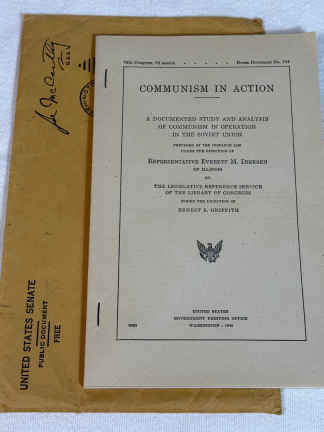 79th Congress, 2d session . . . . . House Document No. 754
COMMUNISM IN ACTION
A DOCUMENTED STUDY AND ANALYSIS
OF COMMUNISM IN OPERATION
IN THE SOVIET UNION
PREPARED AT THE INSTANCE AND
UNDER THE DIRECTION OF
REPRESENTATIVE EVERETT M. DIRKSEN
OF ILLINOIS
BY
THE LEGISLATIVE REFERENCE SERVICE
OF THE LIBRARY OF CONGRESS
UNDER THE DIRECTION OF
ERNEST S. GRIFFITH
UNITED STATES
GOVERNMENT PRINTING OFFICE
WASHINGTON : 1946
Joe McCarthy
U.S.S.
UNITED STATES SENATE
PUBLIC DOCUMENT
FREE